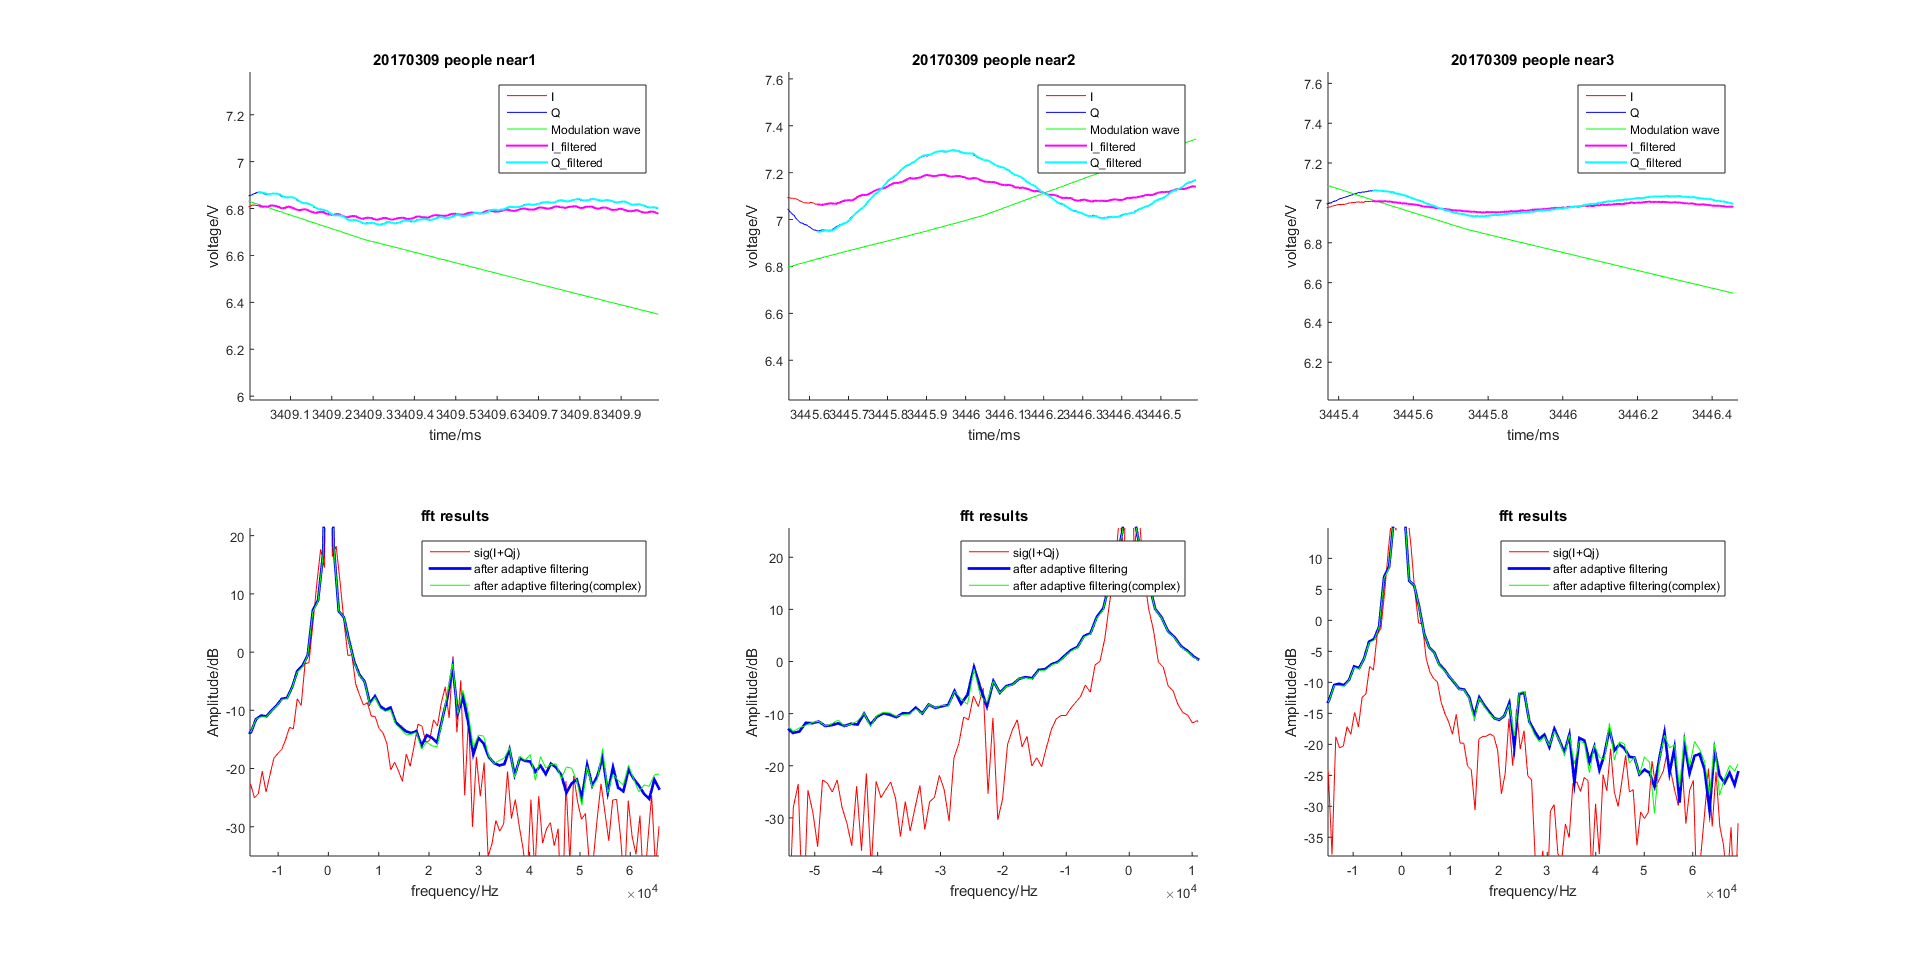 20170309 people near1
7.2
7
6.8
6.6
6.4
6.2
6
voltage/V
I
Q
Modulation wave
I_filtered
Q_filtered
3409.1 3409.2 3409.3 3409.4 3409.5 3409.6 3409.7 3409.8 3409.9
time/ms
20170309 people near2
7.6
7.4
7.2
7
6.8
6.6
6.4
voltage/V
I
Q
Modulation wave
I_filtered
Q_filtered
3445.6 3445.7 3445.8 3445.9 3446 3446.1 3446.2 3446.3 3446.4 3446.5
time/ms
20170309 people near3
7.6
7.4
7.2
7
6.8
6.6
6.4
6.2
voltage/V
I
Q
Modulation wave
I_filtered
Q_filtered
3445.4 3445.6 3445.8 3446 3446.2 3446.4
time/ms
fft results
20
10
0
-10
-20
-30
Amplitude/dB
sig(I+Qj)
after adaptive filtering
after adaptive filtering(complex)
-1 0 1 2 3 4 5 6
frequency/Hz
×10^4
fft results
20
10
0
-10
-20
-30
Amplitude/dB
sig(I+Qj)
after adaptive filtering
after adaptive filtering(complex)
-5 -4 -3 -2 -1 0 1
frequency/Hz
×10^4
fft results
10
5
0
-5
-10
-15
-20
-25
-30
-35
Amplitude/dB
sig(I+Qj)
after adaptive filtering
after adaptive filtering(complex)
-1 0 1 2 3 4 5 6
frequency/Hz
×10^4